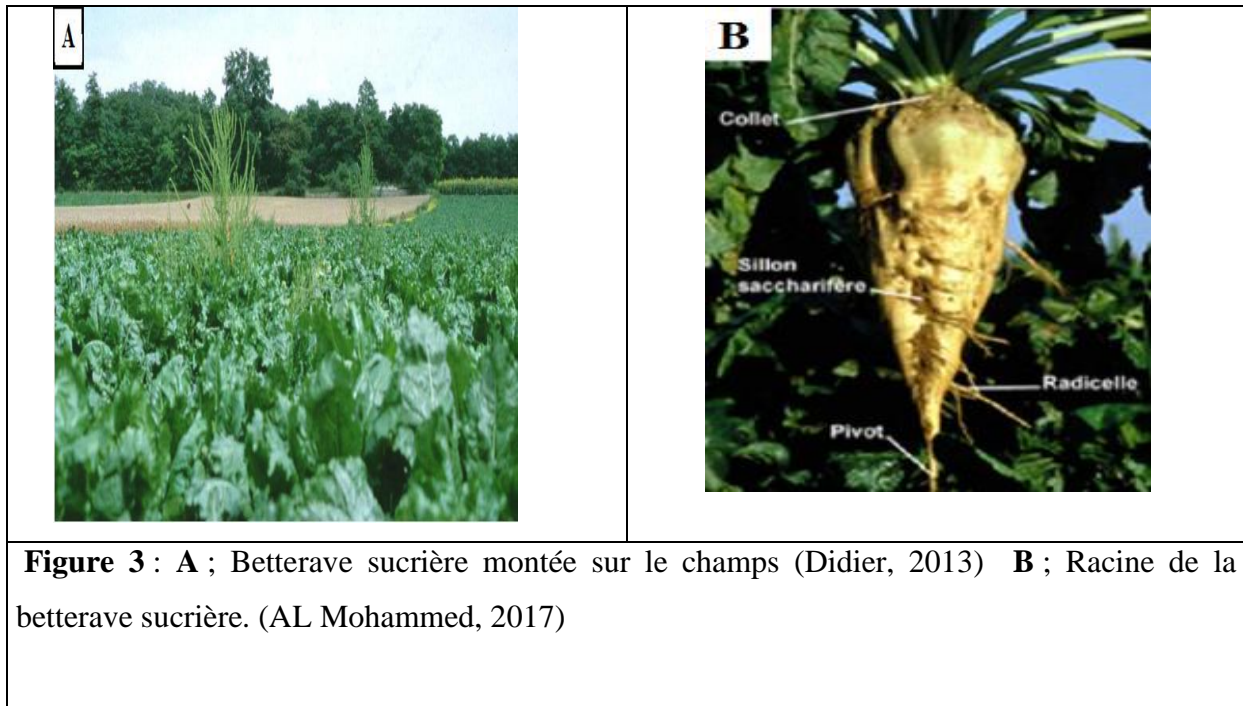 A
B
Collet
Sillon
saccharifère
Radicelle
Pivot
Figure 3 : A ; Betterave sucrière montée sur le champs (Didier, 2013) B ; Racine de la
betterave sucrière. (AL Mohammed, 2017)